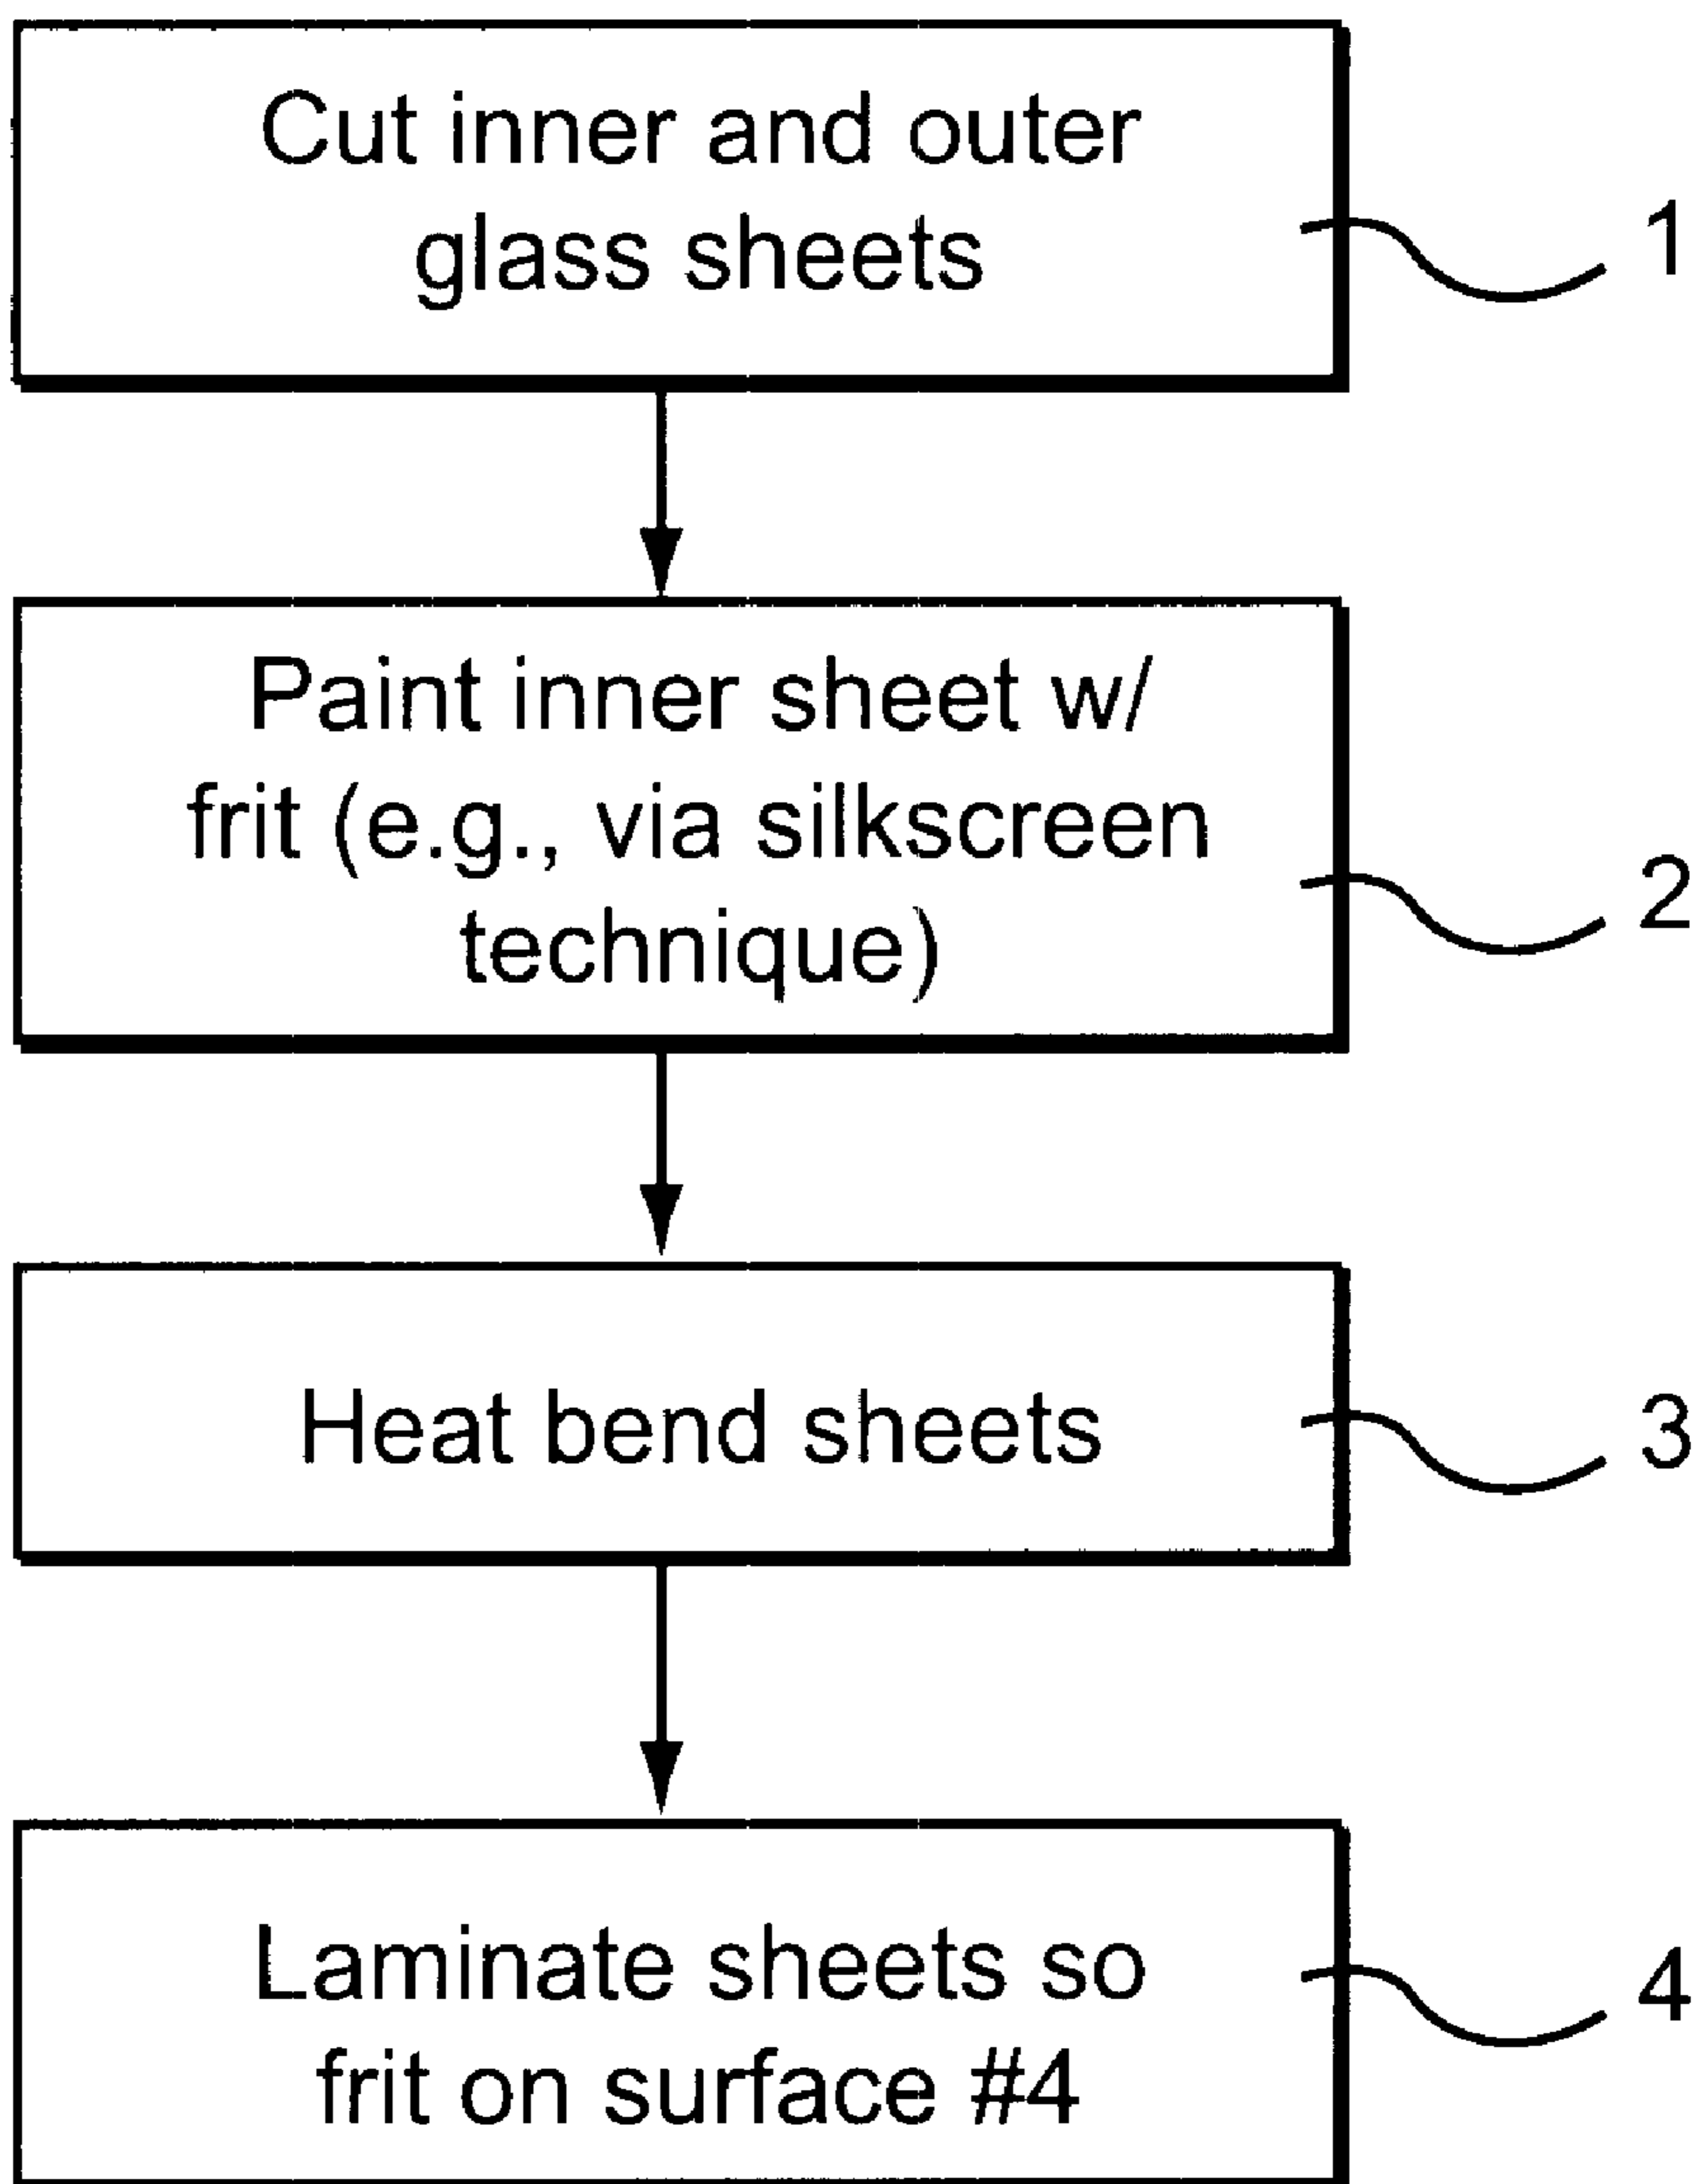 Cut inner and outer
glass sheets
1
Paint inner sheet w/
frit (e.g., via silkscreen
technique)
2
Heat bend sheets
3
Laminate sheets so
frit on surface #4
4